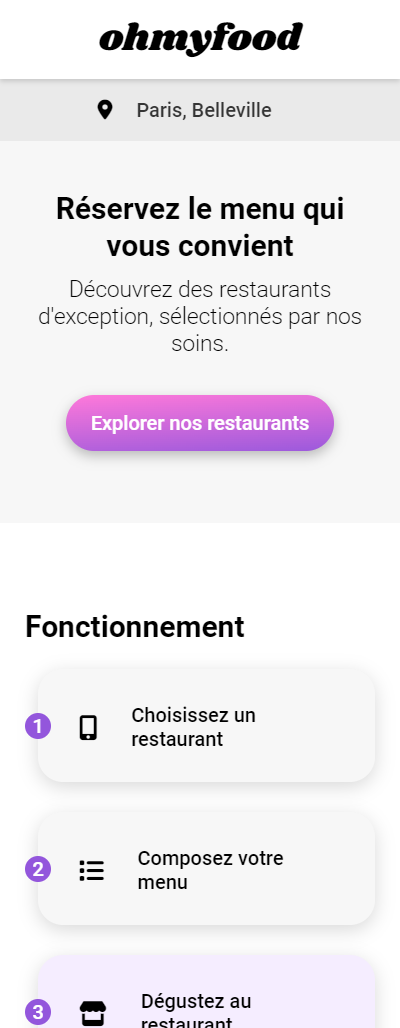 ohmyfood
Paris, Belleville
Réservez le menu qui
vous convient
Découvrez des restaurants
d'exception, sélectionnés par nos
soins.
Explorer nos restaurants
Fonctionnement
1
Choisissez un
restaurant
2
Composez votre
menu
3
Dégustez au
restaurant